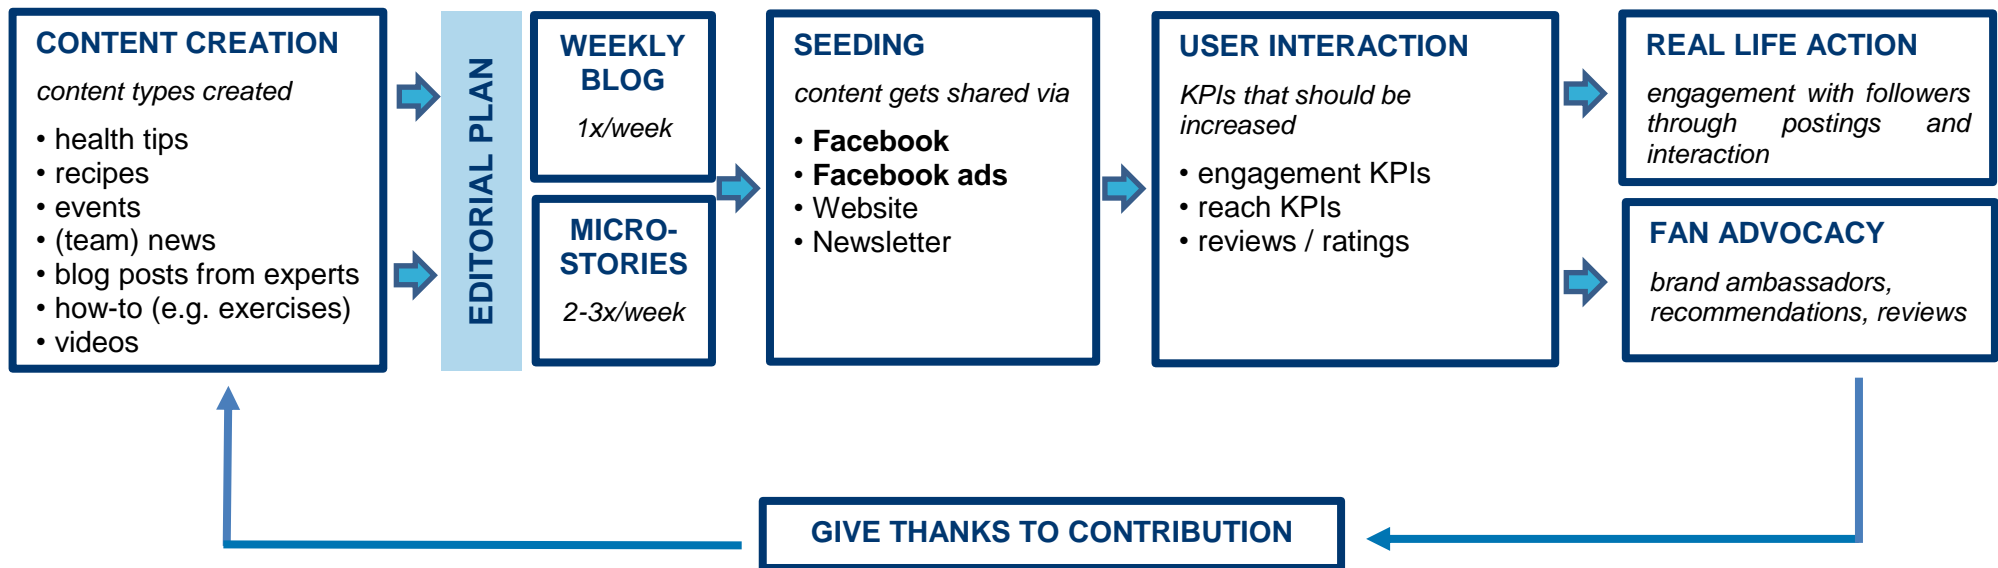 CONTENT CREATION
content types created
• health tips
• recipes
• events
• (team) news
• blog posts from experts
• how-to (e.g. exercises)
• videos
EDITORIAL PLAN
WEEKLY
BLOG
1x/week
MICRO-
STORIES
2-3x/week
SEEDING
content gets shared via
• Facebook
• Facebook ads
• Website
• Newsletter
USER INTERACTION
KPIs that should be
increased
• engagement KPIs
• reach KPIs
• reviews / ratings
REAL LIFE ACTION
engagement with followers
through postings and
interaction
FAN ADVOCACY
brand ambassadors,
recommendations, reviews
GIVE THANKS TO CONTRIBUTION